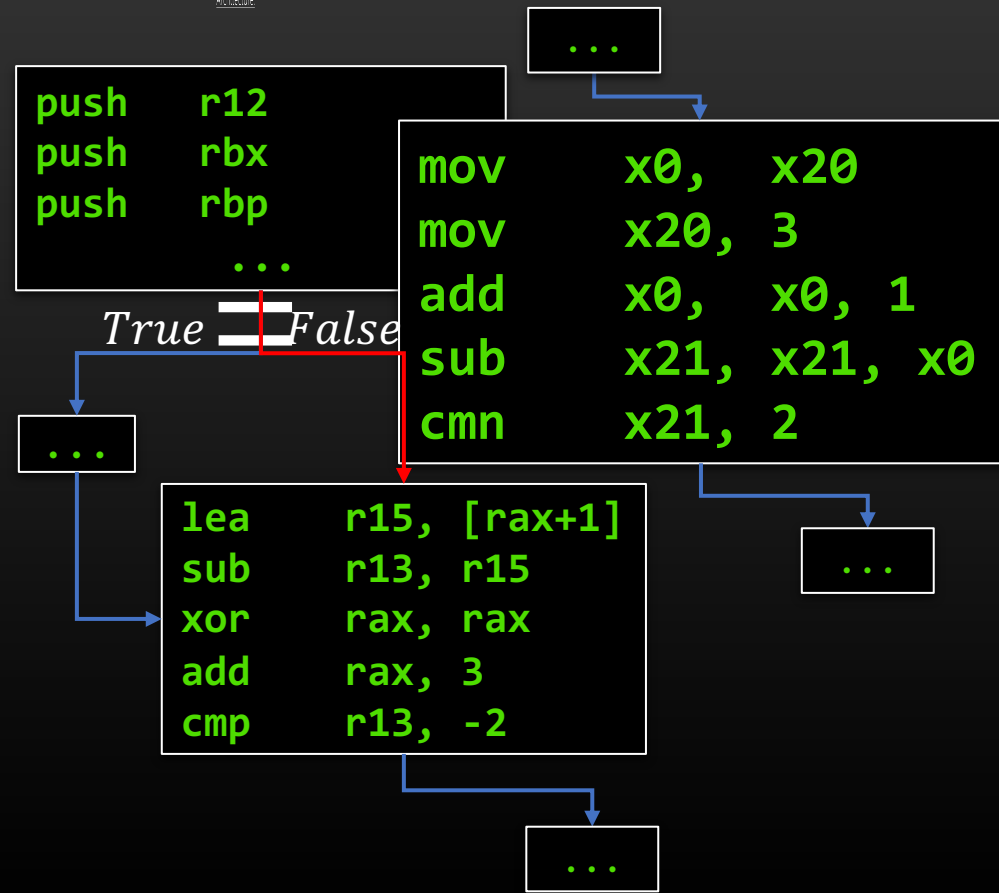 Architecture.
...
push r12
push rbx
push rbp
...
mov x0, x20
mov x20, 3
add x0, x0, 1
sub x21, x21, x0
cmn x21, 2
True False
...
lea r15, [rax+1]
sub r13, r15
xor rax, rax
add rax, 3
cmp r13, -2
...
...